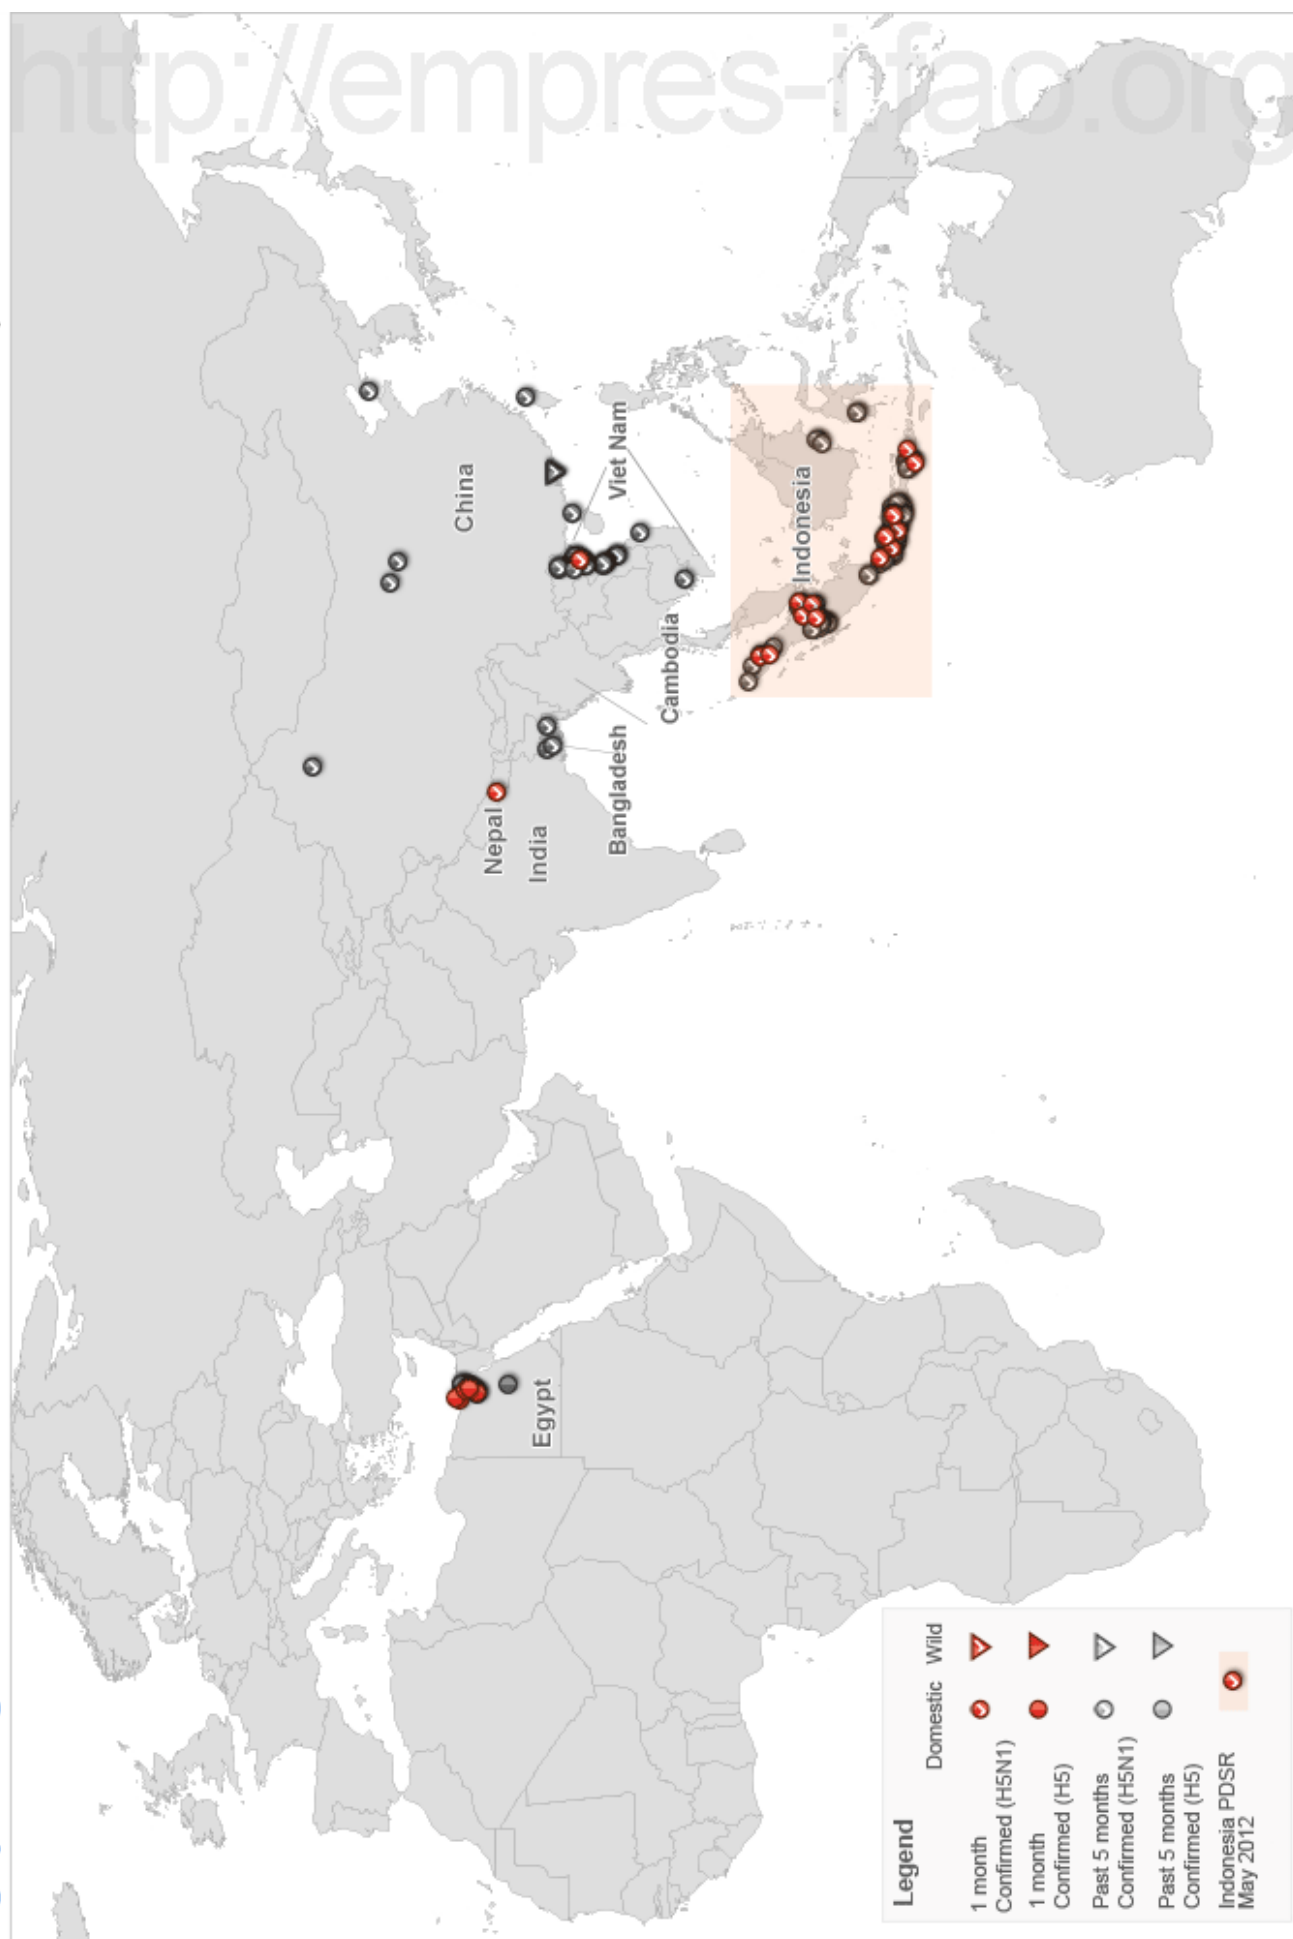 http://empres-i.fao.org
China
Viet Nam
Nepal
India
Bangladesh
Cambodia
Indonesia
Egypt
Legend
Domestic Wild
1 month
Confirmed (H5N1)
1 month
Confirmed (H5)
Past 5 months
Confirmed (H5N1)
Past 5 months
Confirmed (H5)
Indonesia PDSR
May 2012